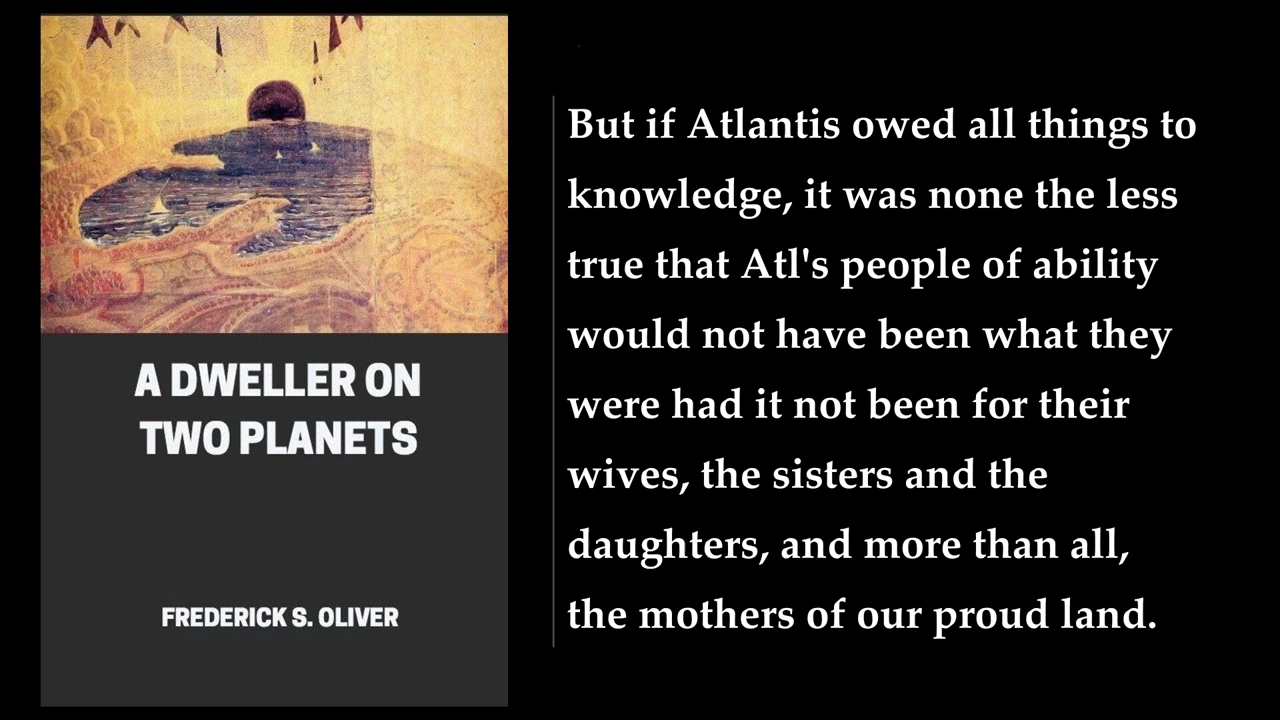 A DWELLER ON
TWO PLANETS
FREDERICK S. OLIVER
But if Atlantis owed all things to
knowledge, it was none the less
true that Atl's people of ability
would not have been what they
were had it not been for their
wives, the sisters and the
daughters, and more than all,
the mothers of our proud land.